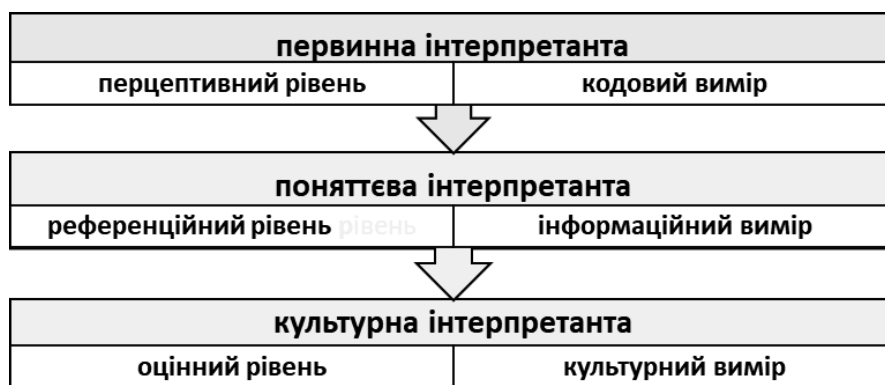 первинна інтерпретанта
перцептивний рівень кодовий вимір
поняттєва інтерпретанта
референційний рівень рівень інформаційний вимір
культурна інтерпретанта
оцінний рівень культурний вимір